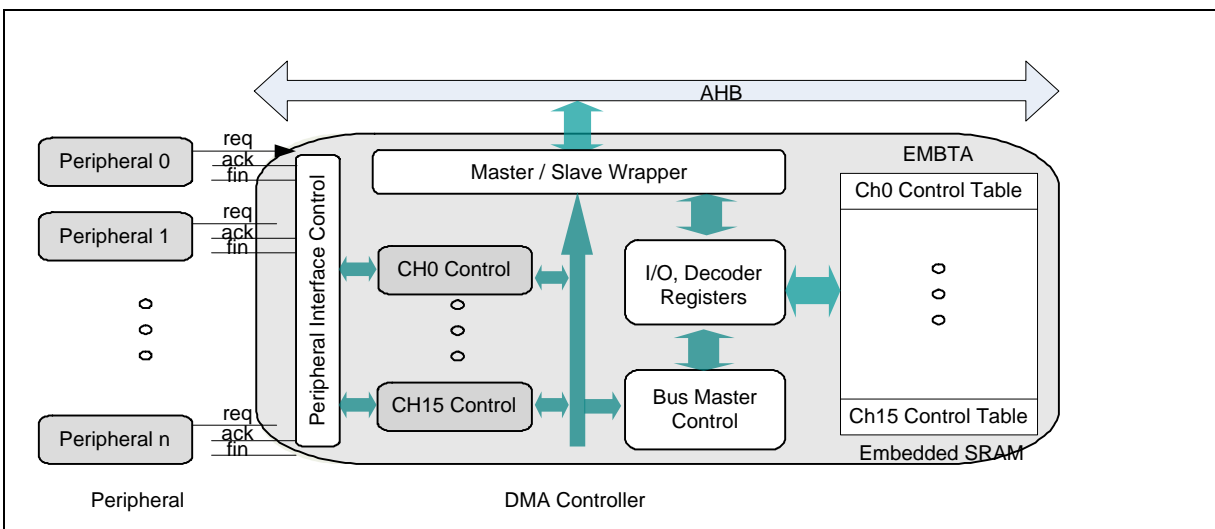 AHB
req
ack
fin
Peripheral 0
Master / Slave Wrapper
EMBTA
Ch0 Control Table
req
ack
fin
Peripheral 1
Peripheral Interface Control
CH0 Control
I/O, Decoder
Registers
req
ack
fin
Peripheral n
CH15 Control
Bus Master
Control
Ch15 Control Table
Embedded SRAM
Peripheral
DMA Controller